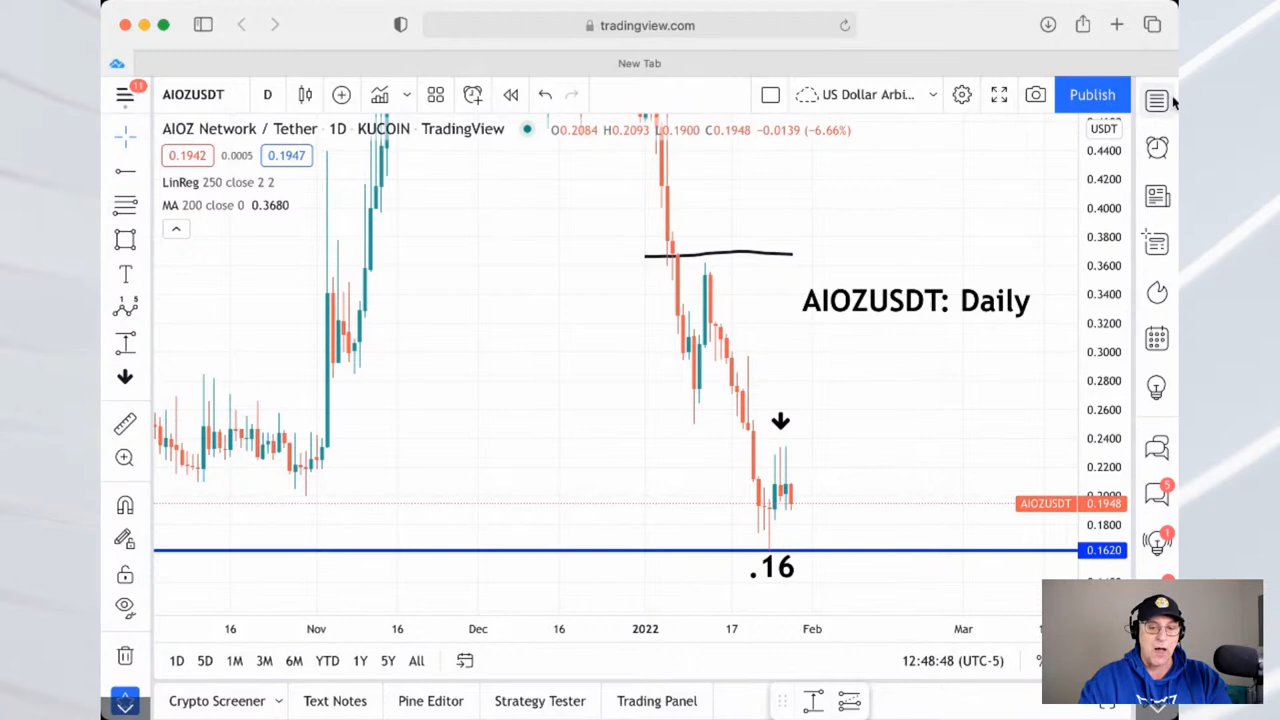 tradingview.com
New Tab
11
AIOZUSDT
D
US Dollar Arbi...
Publish
AIOZ Network / Tether · 1D · KUCOIN · TradingView
O0.2084 H0.2093 L0.1900 C0.1948 −0.0139 (−6.66%)
USDT
0.1942
0.0005
0.1947
LinReg 250 close 2 2
MA 200 close 0 0.3680
0.4400
0.4200
0.4000
0.3800
0.3600
0.3400
0.3200
0.3000
0.2800
0.2600
0.2400
0.2200
AIOZUSDT 0.1948
0.1800
0.1620
AIOZUSDT: Daily
.16
5
1
16
Nov
16
Dec
16
2022
17
Feb
Mar
1D 5D 1M 3M 6M YTD 1Y 5Y All
12:48:48 (UTC-5)
%
Crypto Screener
Text Notes
Pine Editor
Strategy Tester
Trading Panel